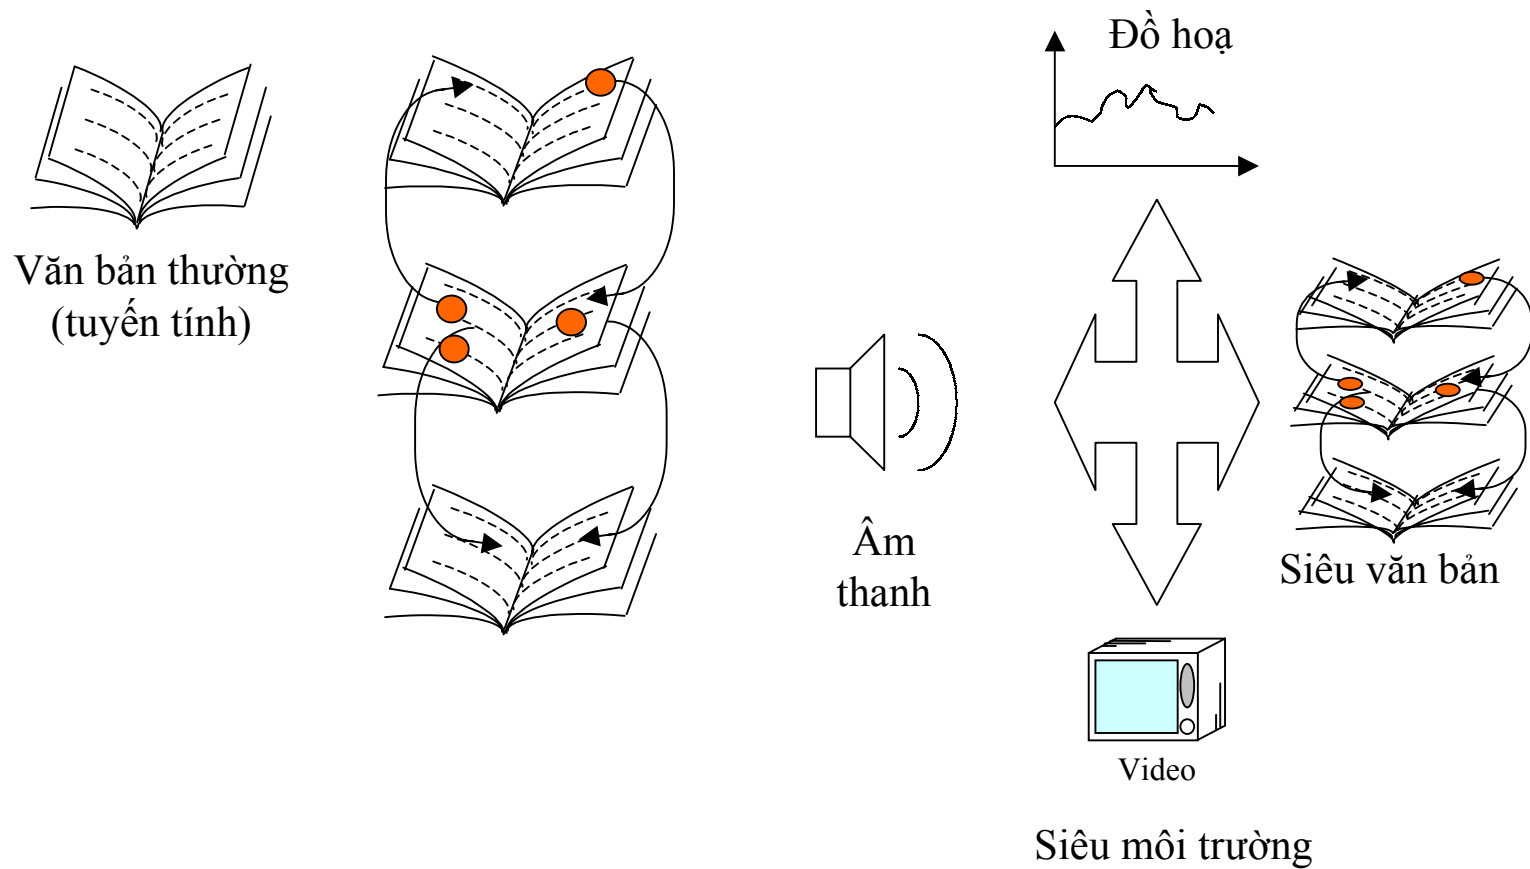 Đồ hoạ
Văn bản thường
(tuyến tính)
Âm
thanh
Siêu văn bản
Video
Siêu môi trường